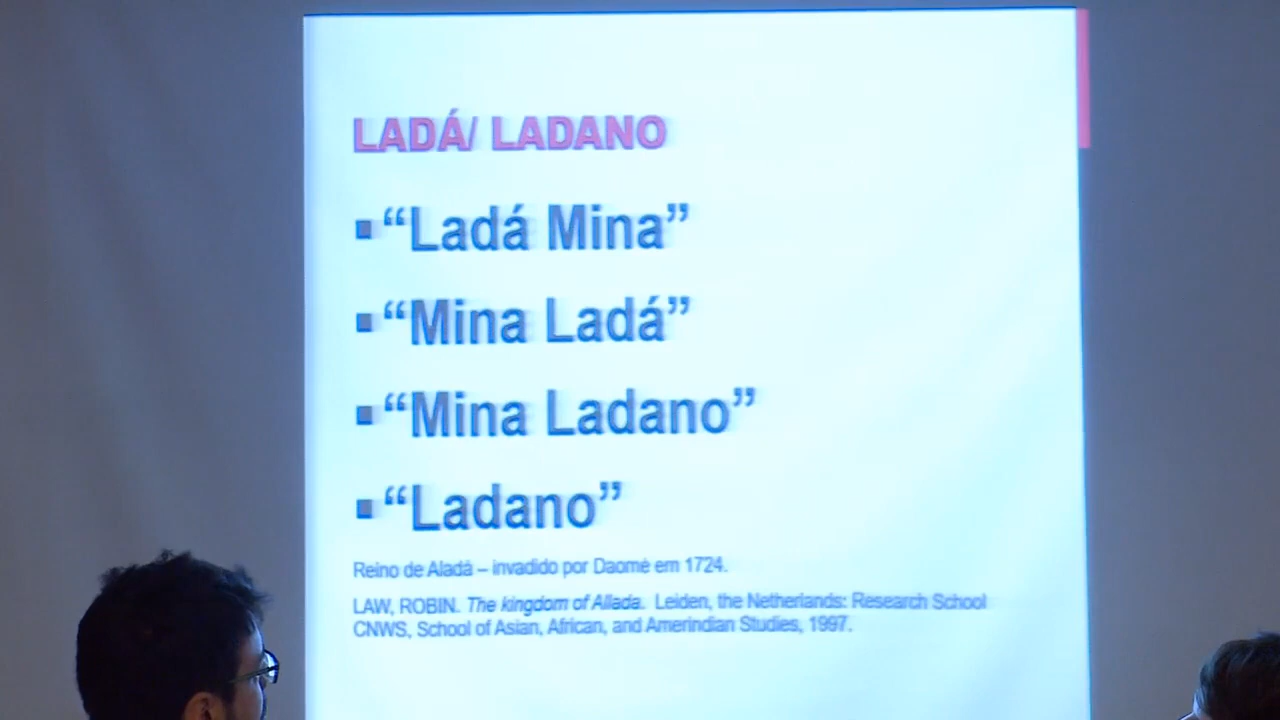 LADÁ/ LADANO
▪“Ladá Mina”
▪“Mina Ladá”
▪“Mina Ladano”
▪“Ladano”
Reino de Aladá – invadido por Daomé em 1724.
LAW, ROBIN. The kingdom of Allada. Leiden, the Netherlands: Research School
CNWS, School of Asian, African, and Amerindian Studies, 1997.